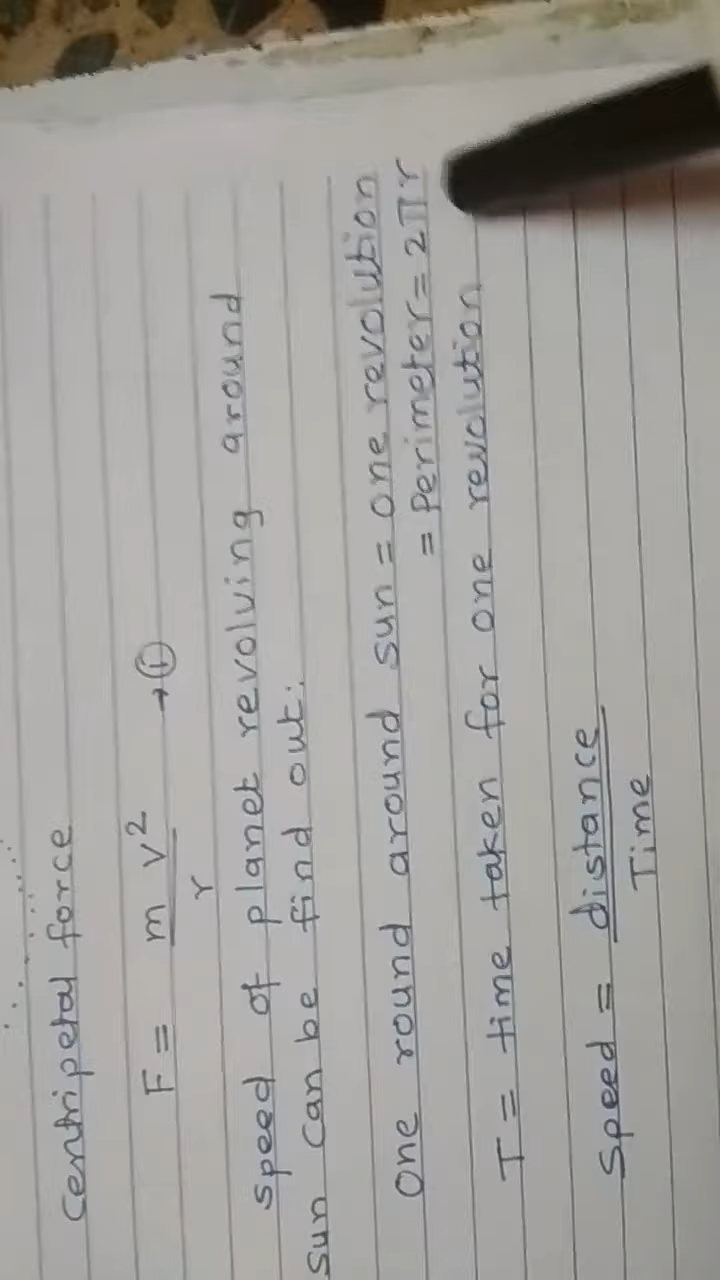 Centripetal force
F = m v² / r → ①
speed of planet revolving around
sun can be find out.
One round around sun = one revolution
= Perimeter = 2πr
T = time taken for one revolution
Speed = distance / Time